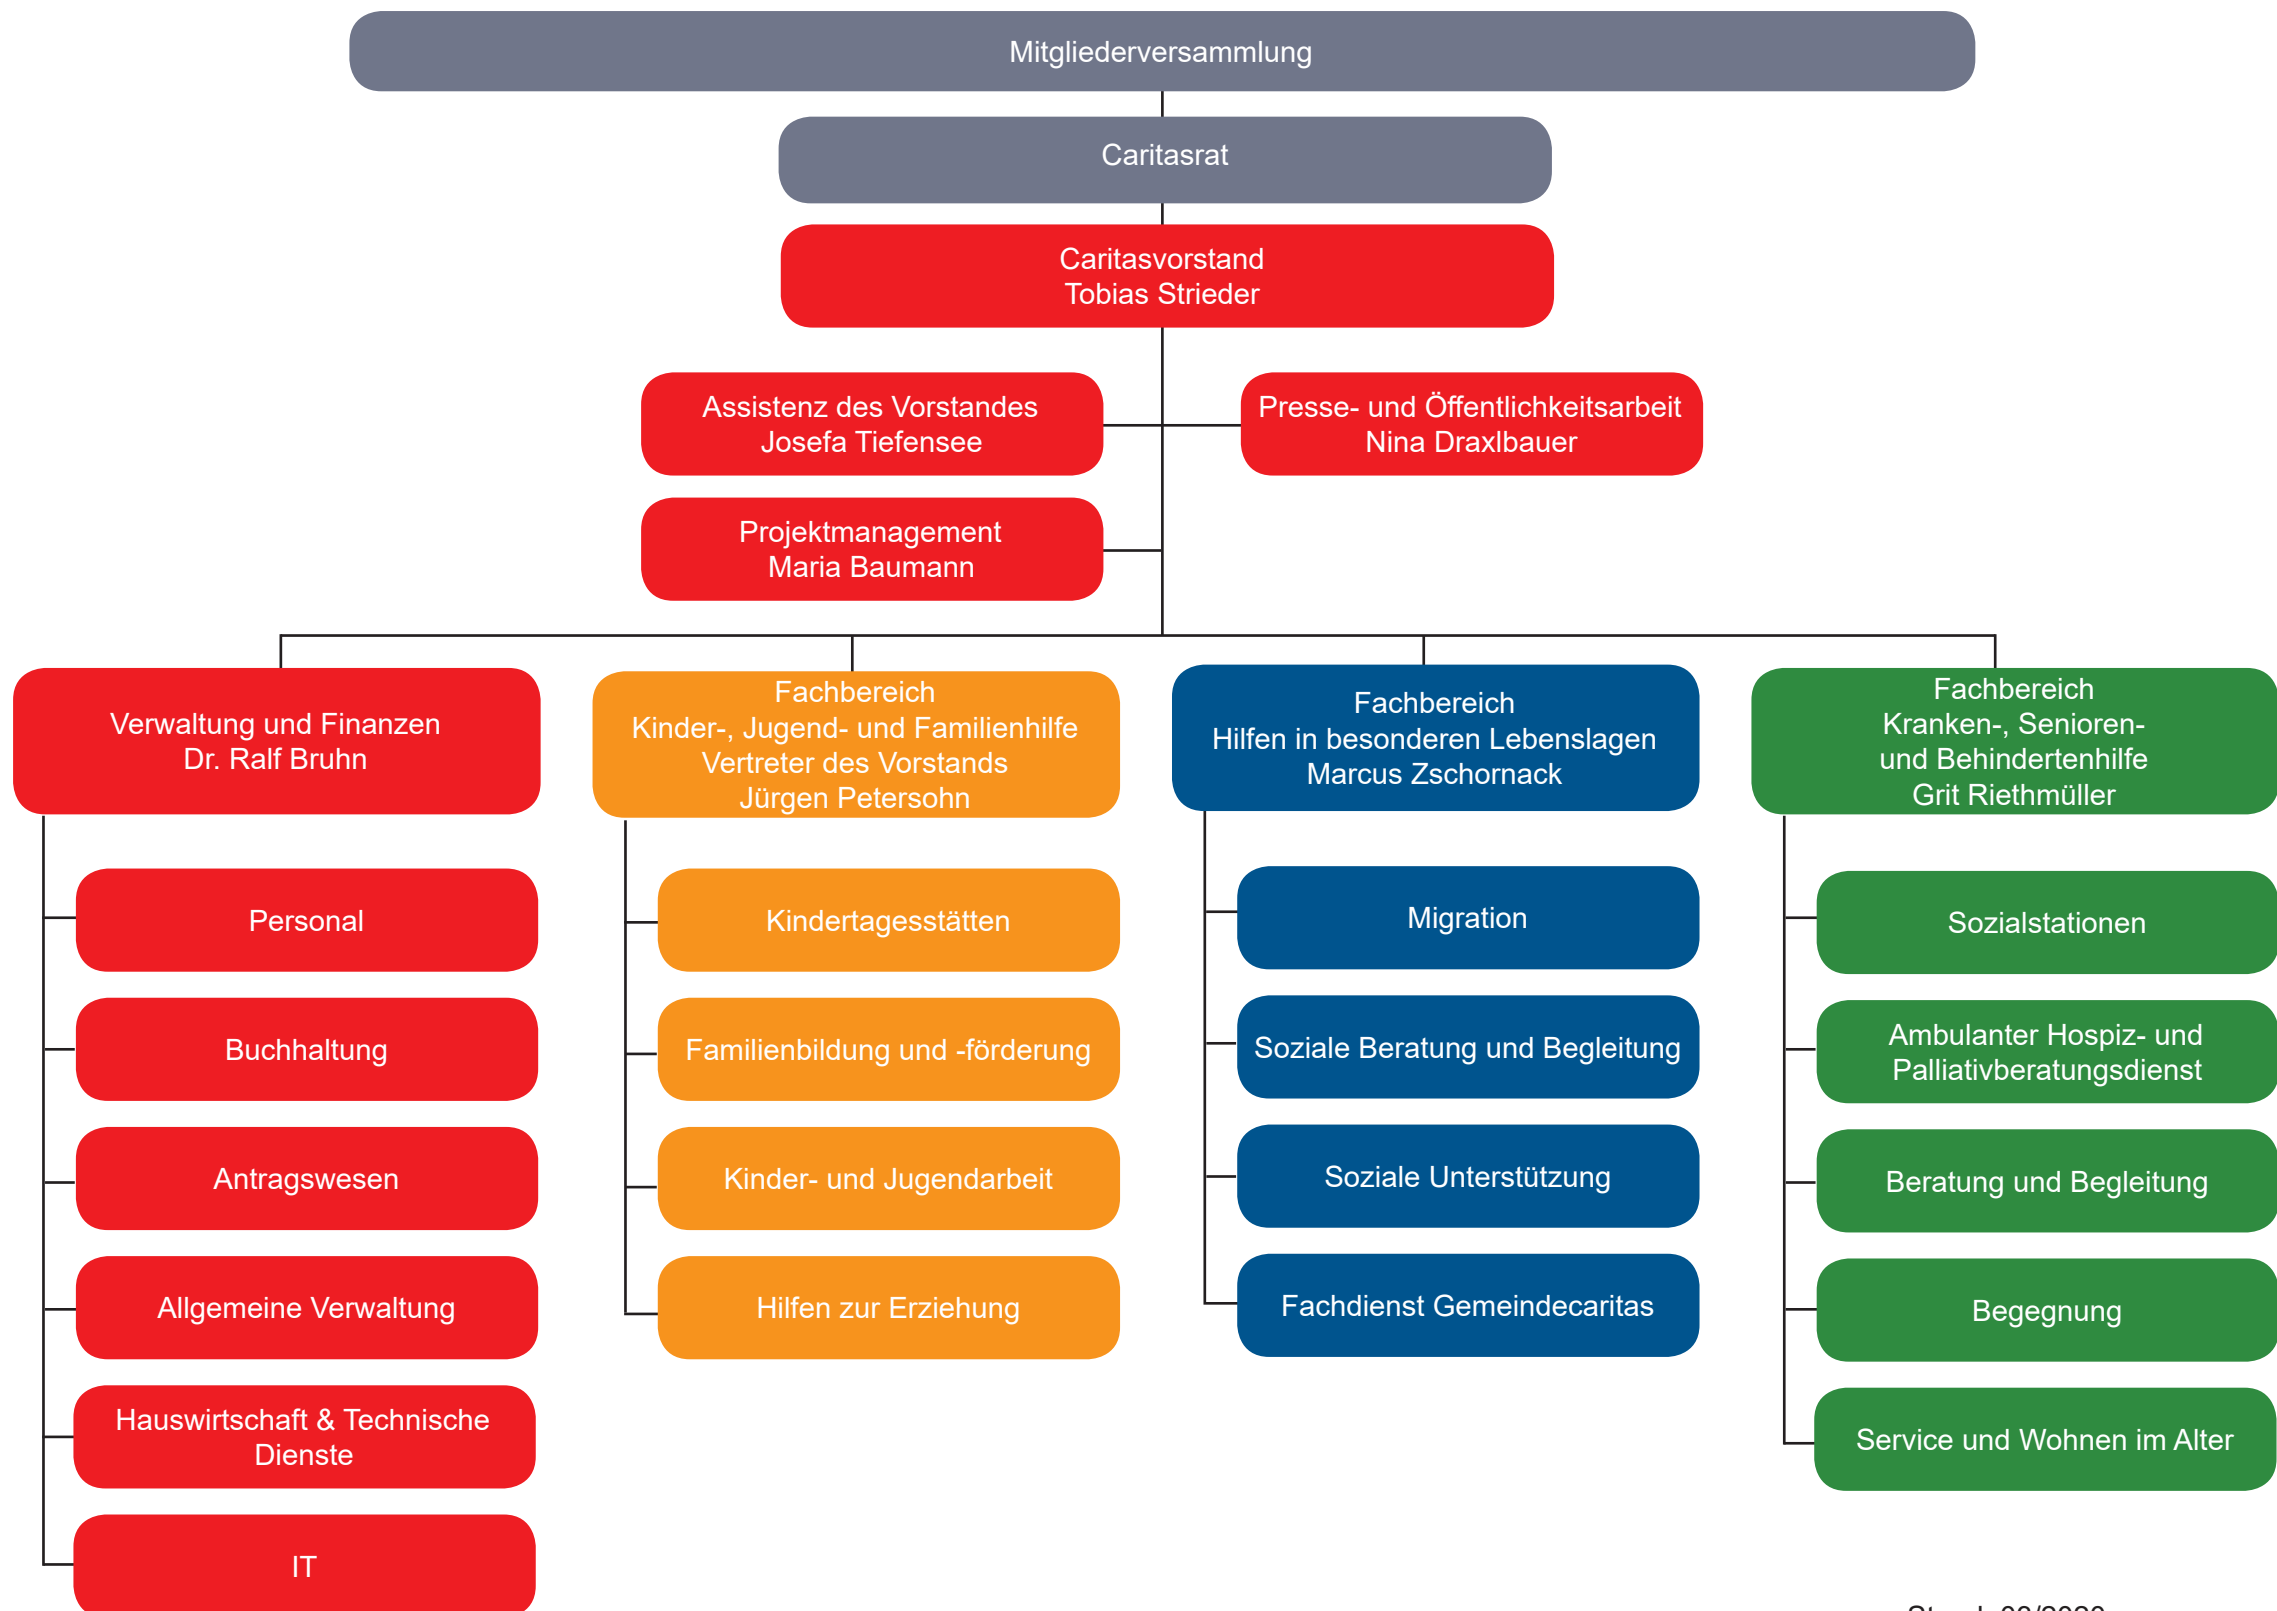 Mitgliederversammlung
Caritasrat
Caritasvorstand
Tobias Strieder
Assistenz des Vorstandes
Josefa Tiefensee
Presse- und Öffentlichkeitsarbeit
Nina Draxlbauer
Projektmanagement
Maria Baumann
Verwaltung und Finanzen
Dr. Ralf Bruhn
Personal
Buchhaltung
Antragswesen
Allgemeine Verwaltung
Hauswirtschaft & Technische
Dienste
IT
Fachbereich
Kinder-, Jugend- und Familienhilfe
Vertreter des Vorstands
Jürgen Petersohn
Kindertagesstätten
Familienbildung und -förderung
Kinder- und Jugendarbeit
Hilfen zur Erziehung
Fachbereich
Hilfen in besonderen Lebenslagen
Marcus Zschornack
Migration
Soziale Beratung und Begleitung
Soziale Unterstützung
Fachdienst Gemeindecaritas
Fachbereich
Kranken-, Senioren-
und Behindertenhilfe
Grit Riethmüller
Sozialstationen
Ambulanter Hospiz- und
Palliativberatungsdienst
Beratung und Begleitung
Begegnung
Service und Wohnen im Alter